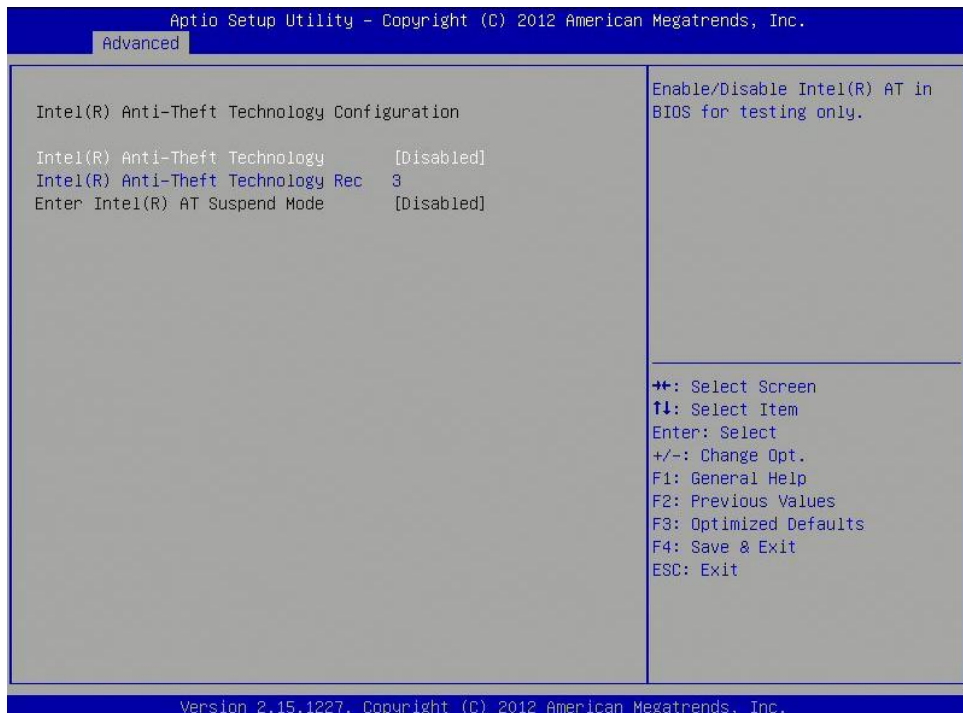 Aptio Setup Utility – Copyright (C) 2012 American Megatrends, Inc.
Advanced
Intel(R) Anti-Theft Technology Configuration
Intel(R) Anti-Theft Technology [Disabled]
Intel(R) Anti-Theft Technology Rec 3
Enter Intel(R) AT Suspend Mode [Disabled]
Enable/Disable Intel(R) AT in
BIOS for testing only.
→←: Select Screen
↑↓: Select Item
Enter: Select
+/-: Change Opt.
F1: General Help
F2: Previous Values
F3: Optimized Defaults
F4: Save & Exit
ESC: Exit
Version 2.15.1227. Copyright (C) 2012 American Megatrends, Inc.